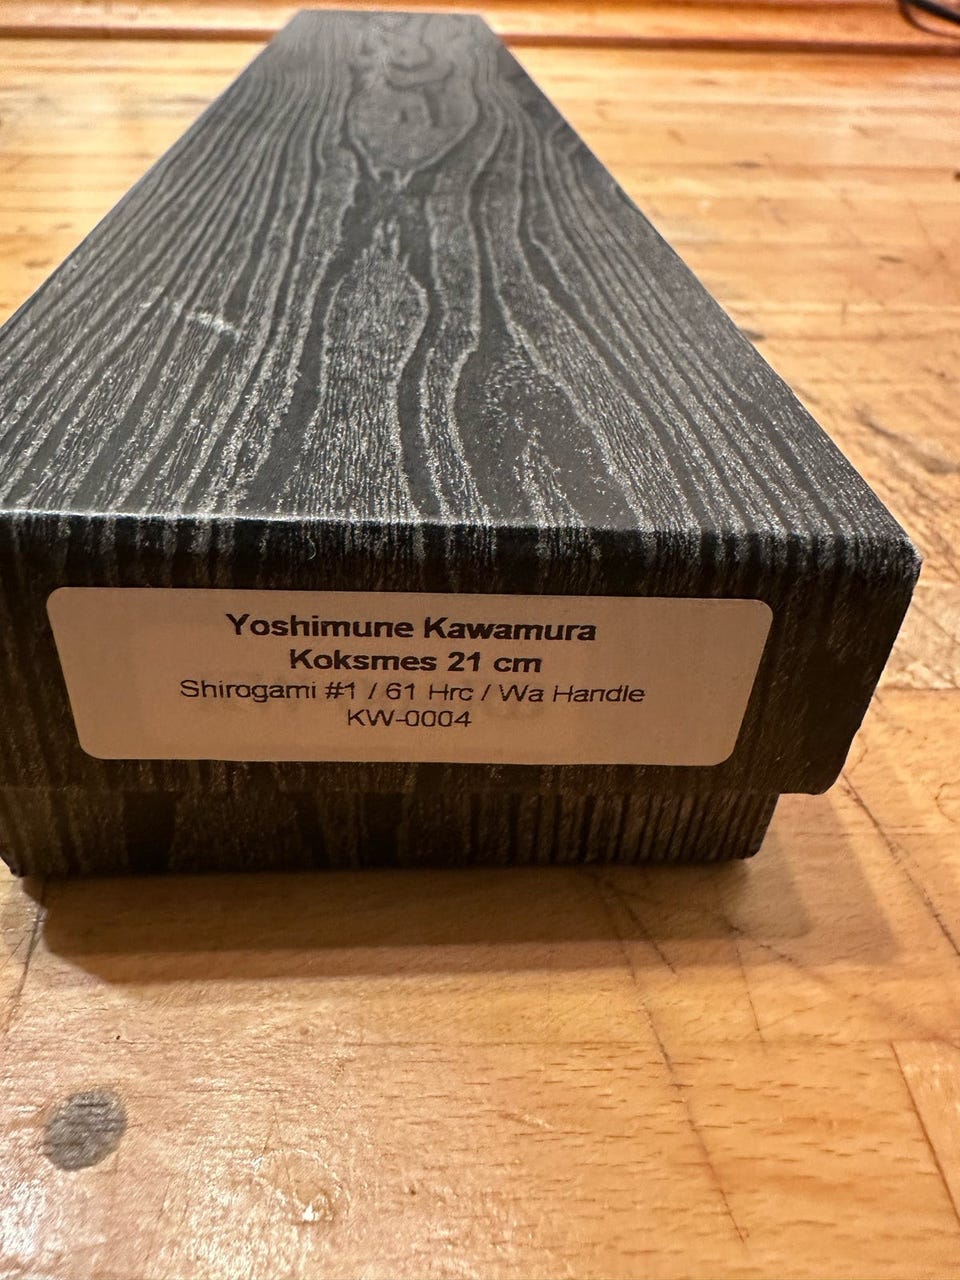 Yoshimune Kawamura
Koksmes 21 cm
Shirogami #1 / 61 Hrc / Wa Handle
KW-0004